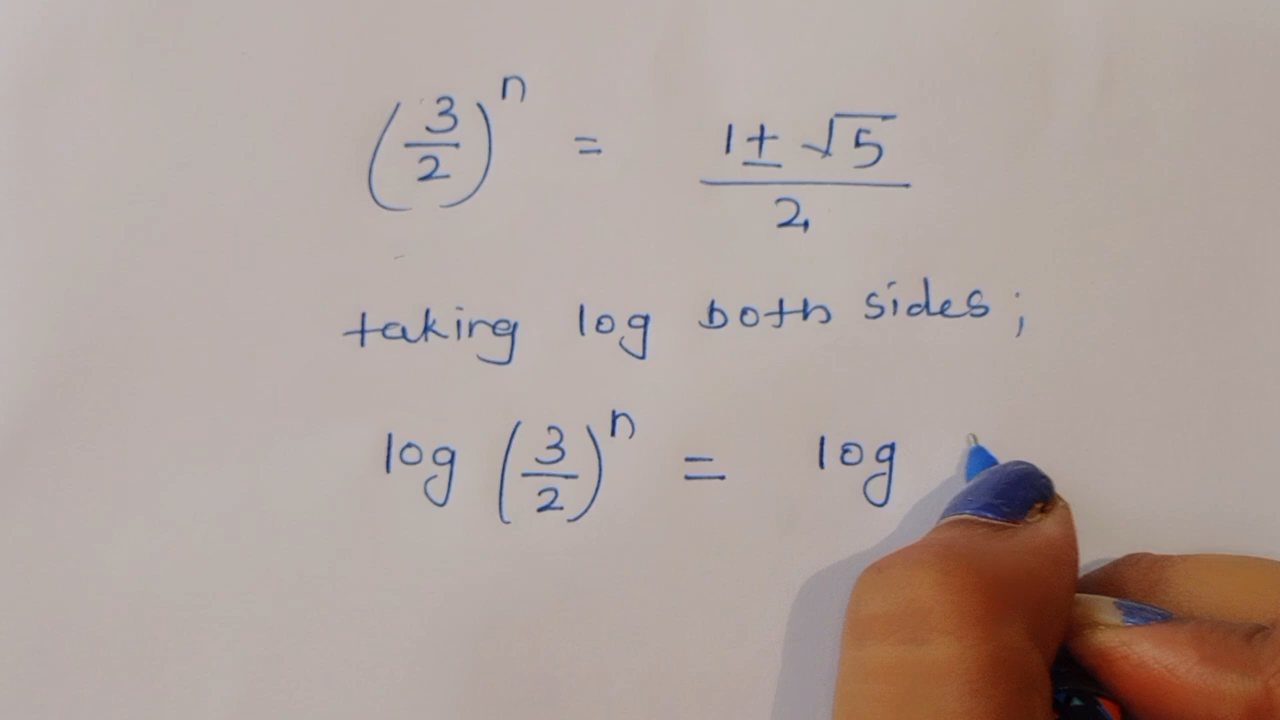 (3/2)^n = (1 ± √5)/2
taking log both sides;
log (3/2)^n = log